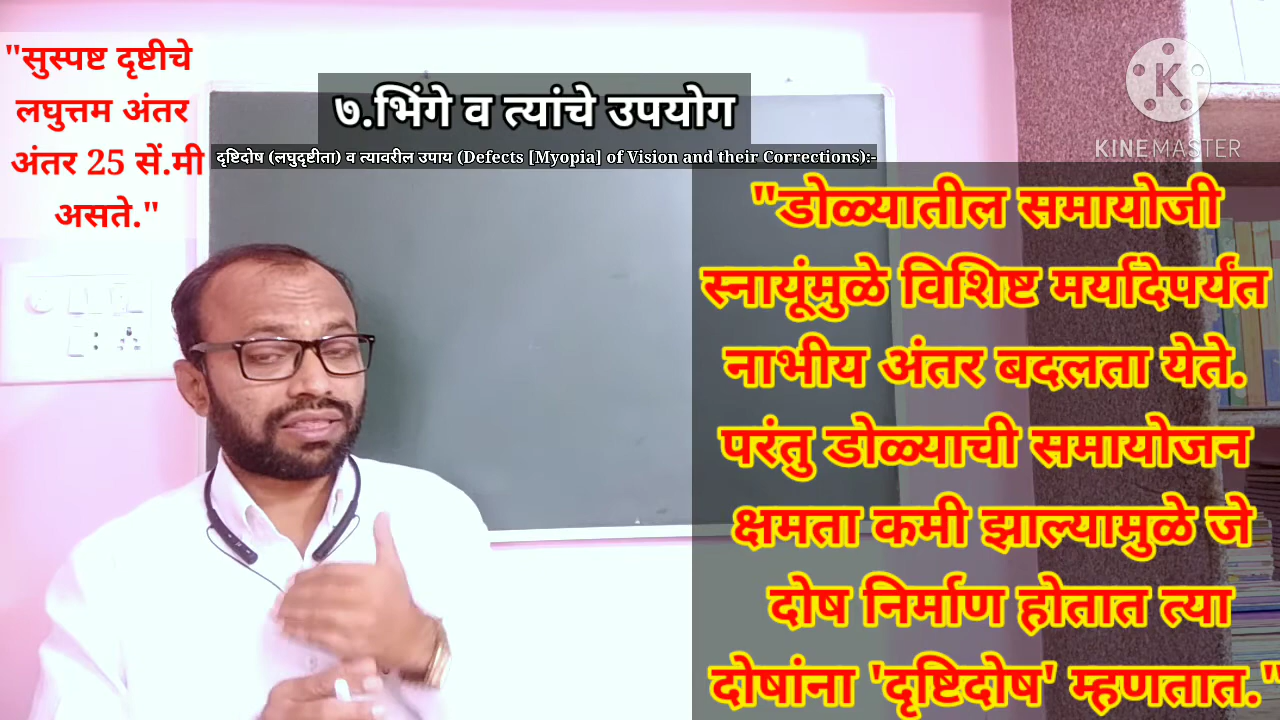 "सुस्पष्ट दृष्टीचे
लघुत्तम अंतर
अंतर 25 सें.मी
असते."
७.भिंगे व त्यांचे उपयोग
दृष्टिदोष (लघुदृष्टीता) व त्यावरील उपाय (Defects [Myopia] of Vision and their Corrections):-
K
KINEMASTER
"डोळ्यातील समायोजी
स्नायूंमुळे विशिष्ट मर्यादेपर्यंत
नाभीय अंतर बदलता येते.
परंतु डोळ्याची समायोजन
क्षमता कमी झाल्यामुळे जे
दोष निर्माण होतात त्या
दोषांना 'दृष्टिदोष' म्हणतात."